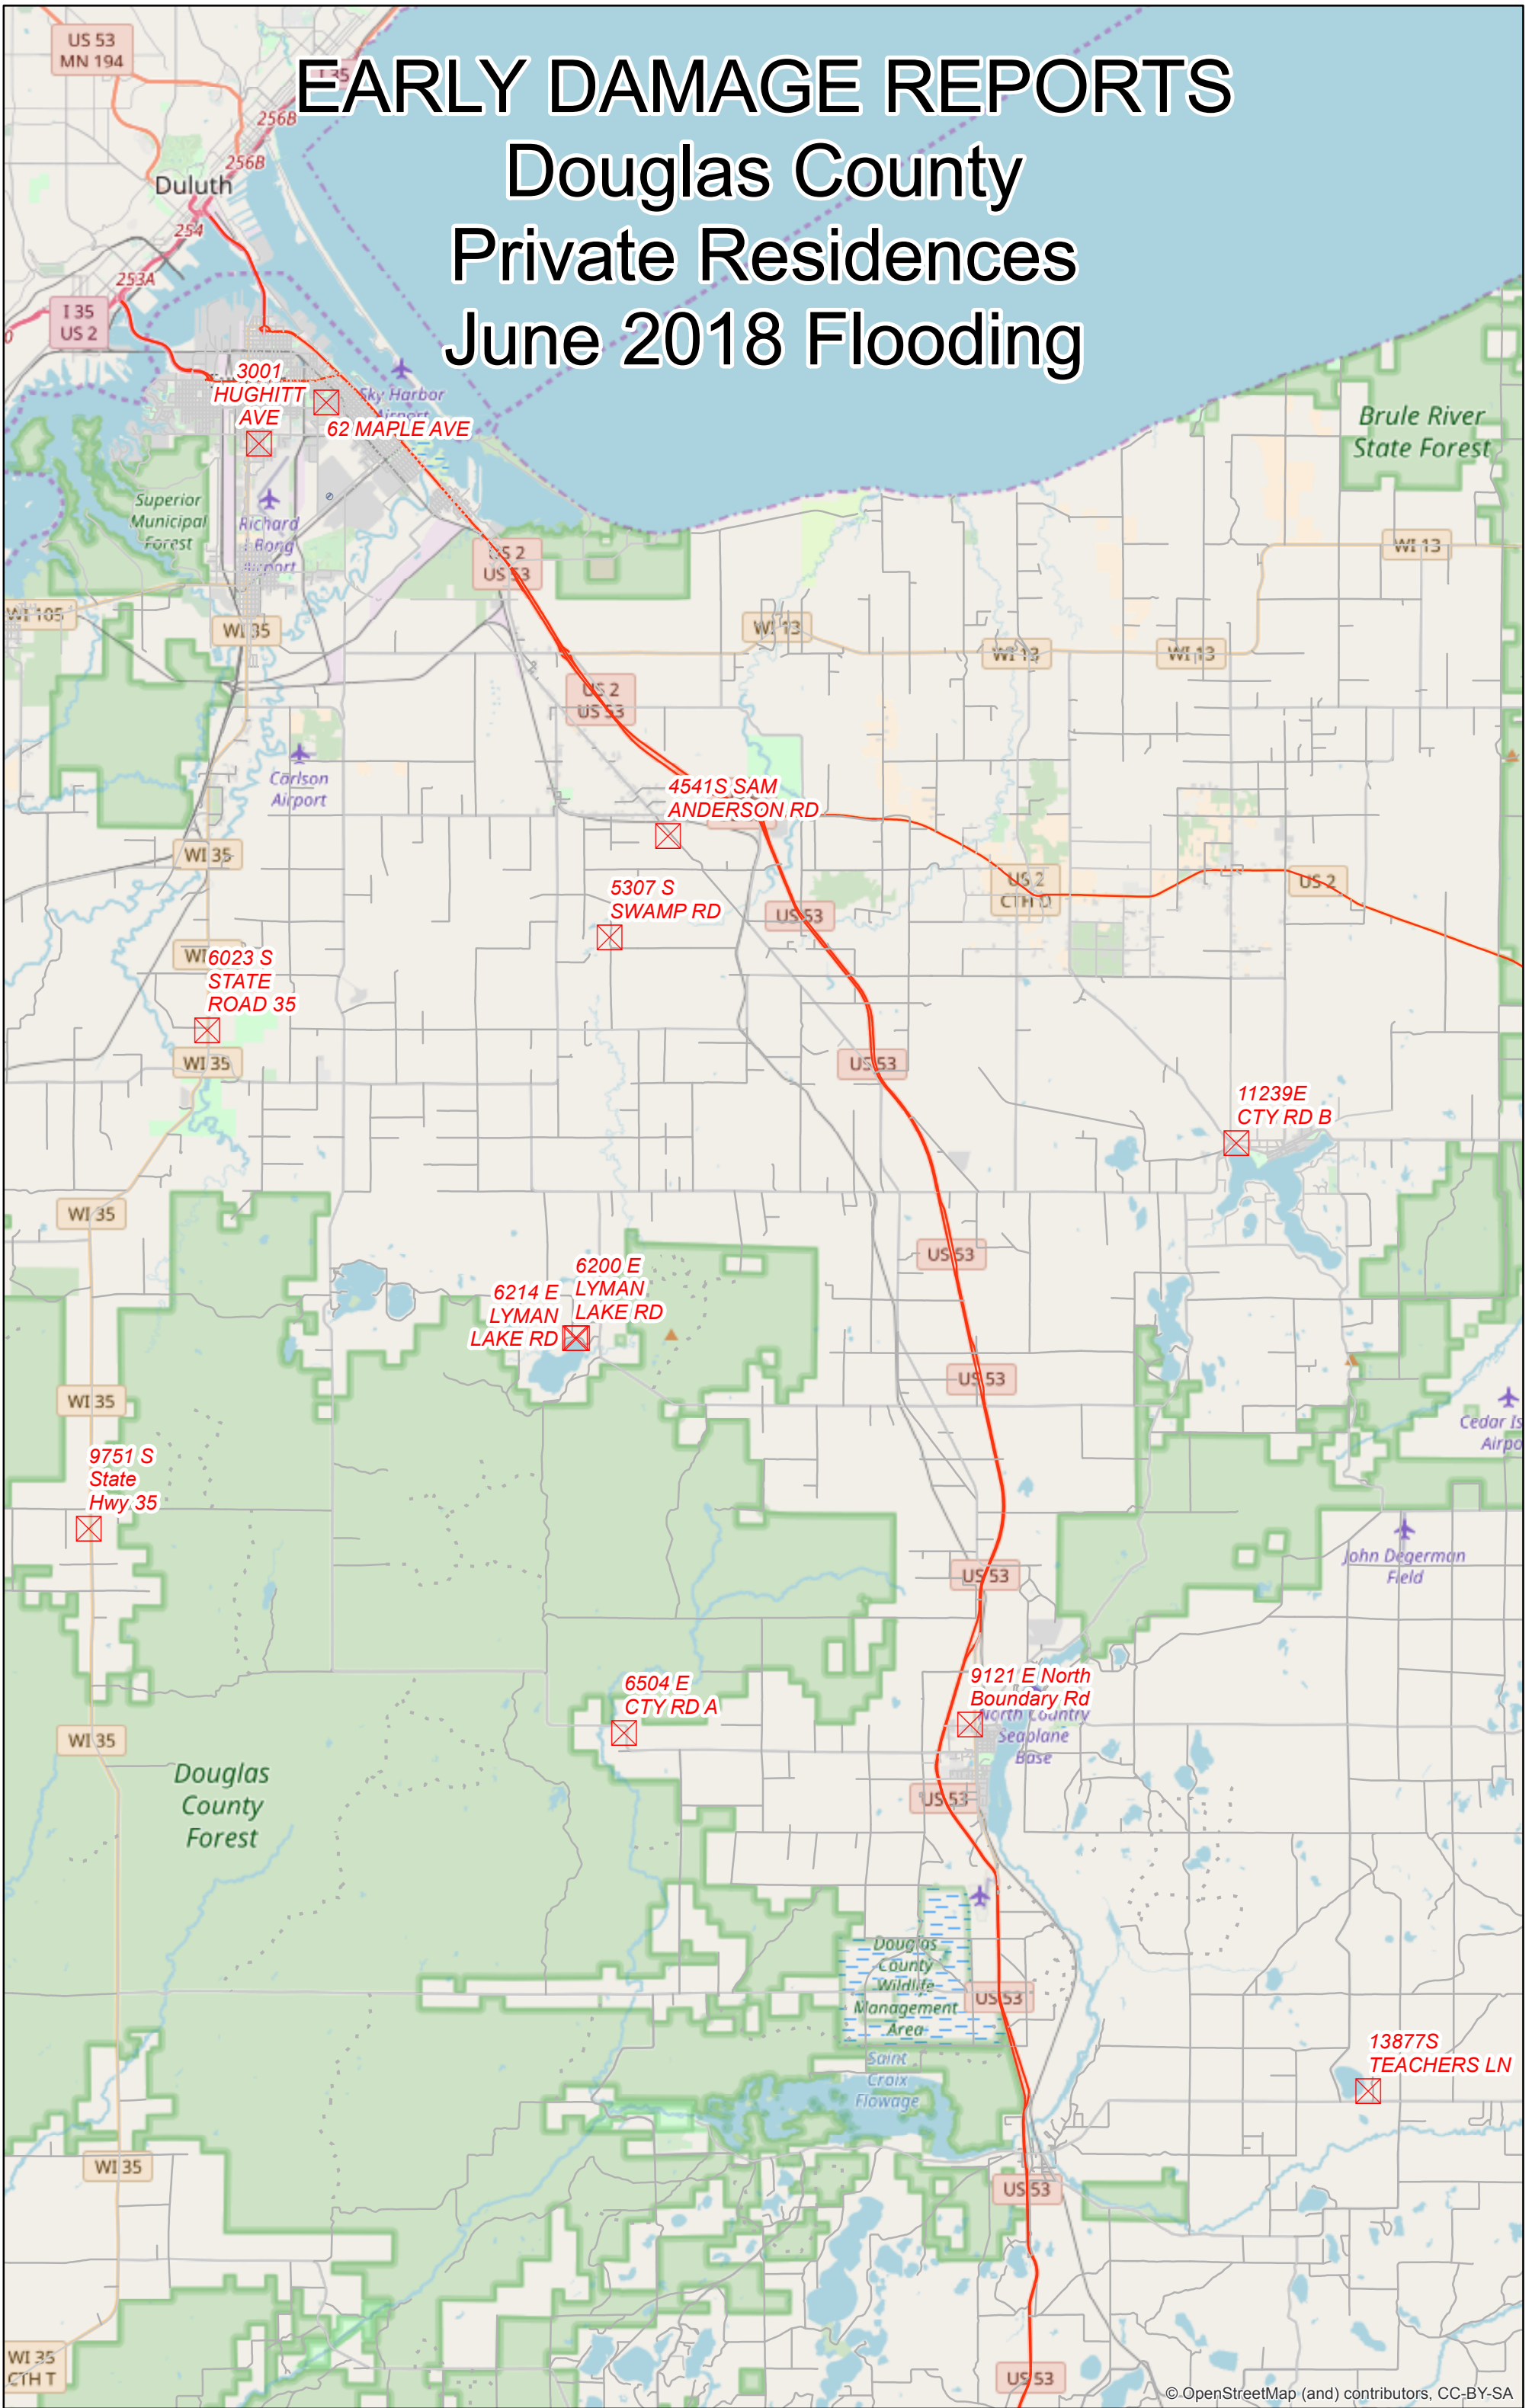 EARLY DAMAGE REPORTS
Douglas County
Private Residences
June 2018 Flooding
US 53
MN 194
I 35
256B
256B
Duluth
254
253A
I 35
US 2
0
3001
HUGHITT
AVE
62 MAPLE AVE
Sky Harbor
Airport
Brule River
State Forest
Superior
Municipal
Forest
Richard
I Bong
Airport
US 2
US 53
WI 13
WI 105
WI 35
WI 13
WI 13
WI 13
US 2
US 53
Carlson
Airport
4541S SAM
ANDERSON RD
WI 35
US 2
CTH D
US 2
5307 S
SWAMP RD
US 53
WI
6023 S
STATE
ROAD 35
WI 35
US 53
11239E
CTY RD B
WI 35
US 53
6214 E
LYMAN
LAKE RD
6200 E
LYMAN
LAKE RD
US 53
WI 35
Cedar Is
Airpo
9751 S
State
Hwy 35
John Degerman
Field
US 53
6504 E
CTY RD A
9121 E North
Boundary Rd
North Country
Seaplane
Base
WI 35
Douglas
County
Forest
US 53
Douglas
County
Wildlife
Management
Area
US 53
Saint
Croix
Flowage
13877S
TEACHERS LN
WI 35
US 53
WI 35
CTH T
US 53
© OpenStreetMap (and) contributors, CC-BY-SA